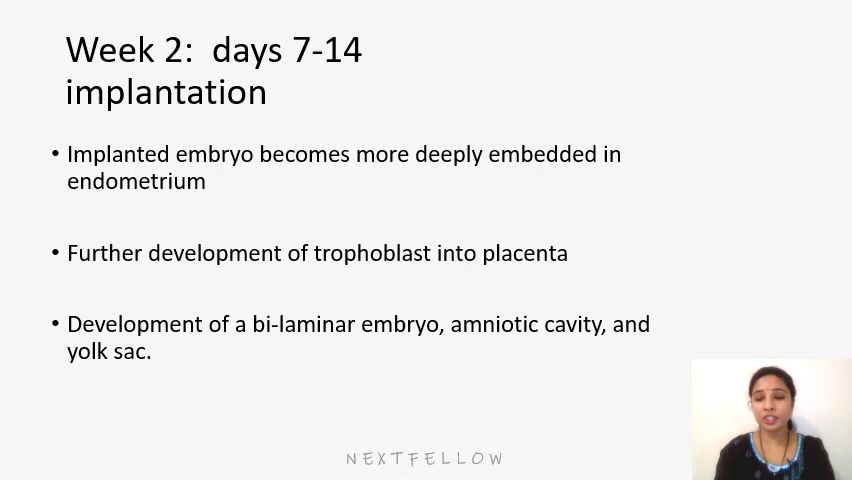 Week 2:  days 7-14
implantation
• Implanted embryo becomes more deeply embedded in
endometrium
• Further development of trophoblast into placenta
• Development of a bi-laminar embryo, amniotic cavity, and
yolk sac.
NEXTFELLOW